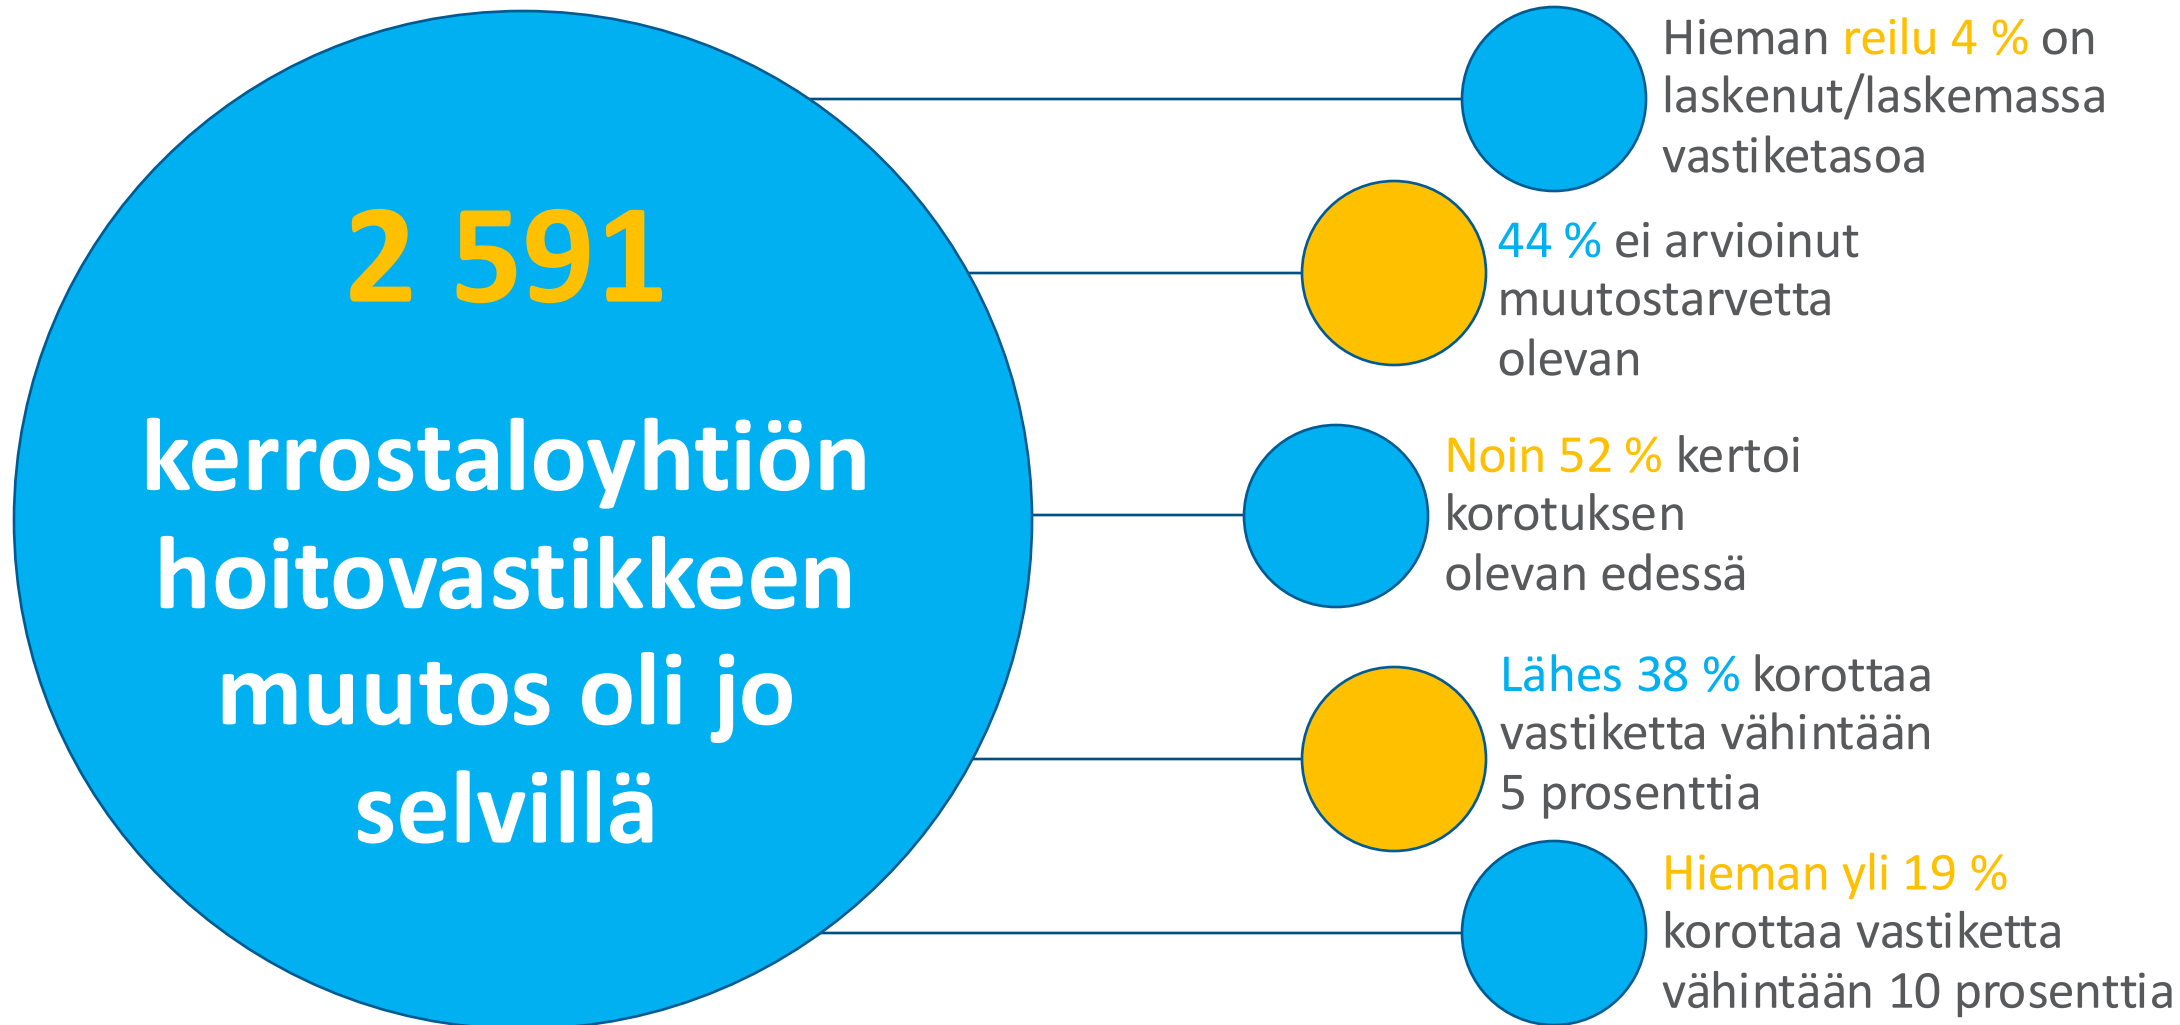 2 591
kerrostaloyhtiön
hoitovastikkeen
muutos oli jo
selvillä
Hieman reilu 4 % on
laskenut/laskemassa
vastiketasoa
44 % ei arvioinut
muutostarvetta
olevan
Noin 52 % kertoi
korotuksen
olevan edessä
Lähes 38 % korottaa
vastiketta vähintään
5 prosenttia
Hieman yli 19 %
korottaa vastiketta
vähintään 10 prosenttia